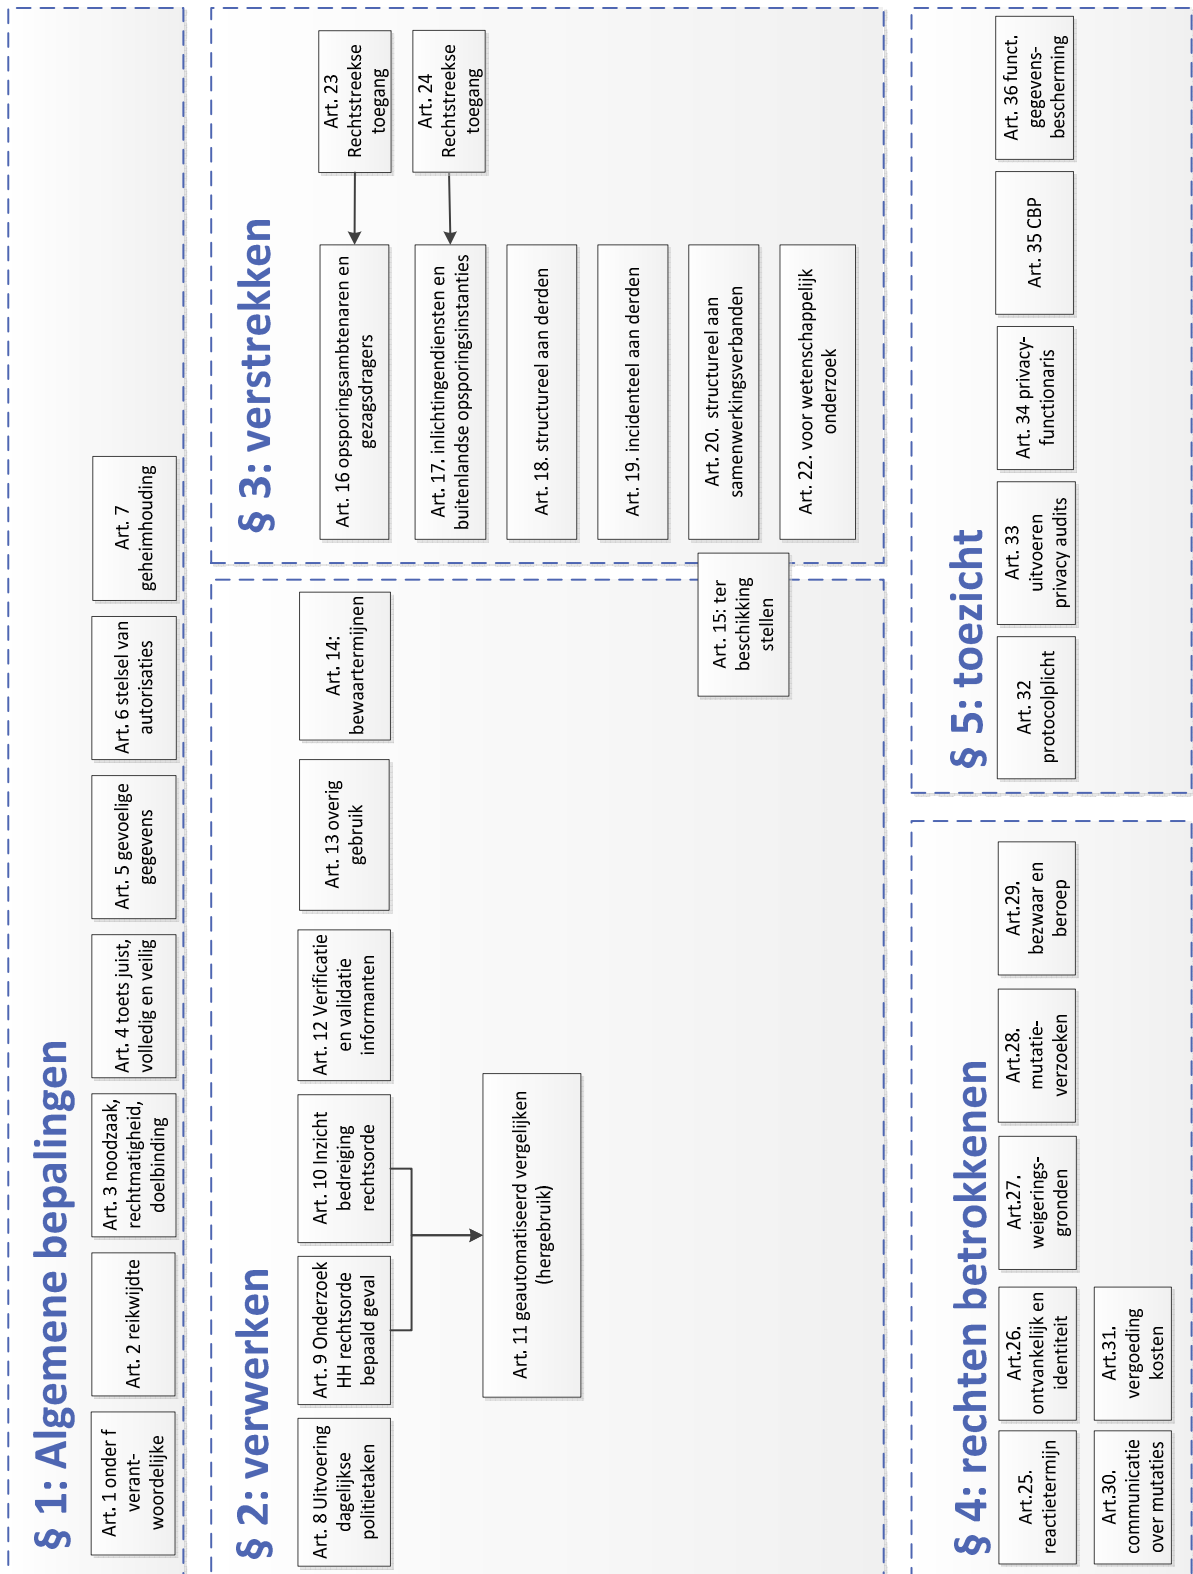 § 1: Algemene bepalingen
Art. 1 onder f
verant-
woordelijke
Art. 2 reikwijdte
Art. 3 noodzaak,
rechtmatigheid,
doelbinding
Art. 4 toets juist,
volledig en veilig
Art. 5 gevoelige
gegevens
Art. 6 stelsel van
autorisaties
Art. 7
geheimhouding
§ 2: verwerken
Art. 8 Uitvoering
dagelijkse
politietaken
Art. 9 Onderzoek
HH rechtsorde
bepaald geval
Art. 10 Inzicht
bedreiging
rechtsorde
Art. 12 Verificatie
en validatie
informanten
Art. 13 overig
gebruik
Art. 14:
bewaartermijnen
Art. 11 geautomatiseerd vergelijken
(hergebruik)
Art. 15: ter
beschikking
stellen
§ 3: verstrekken
Art. 16 opsporingsambtenaren en
gezagsdragers
Art. 23
Rechtstreekse
toegang
Art. 17. inlichtingendiensten en
buitenlandse opsporingsinstanties
Art. 24
Rechtstreekse
toegang
Art. 18. structureel aan derden
Art. 19. incidenteel aan derden
Art. 20. structureel aan
samenwerkingsverbanden
Art. 22. voor wetenschappelijk
onderzoek
§ 4: rechten betrokkenen
Art.25.
reactietermijn
Art.26.
ontvankelijk en
identiteit
Art.27.
weigerings-
gronden
Art.28.
mutatie-
verzoeken
Art.29.
bezwaar en
beroep
Art.30.
communicatie
over mutaties
Art.31.
vergoeding
kosten
§ 5: toezicht
Art. 32
protocolplicht
Art. 33
uitvoeren
privacy audits
Art. 34 privacy-
functionaris
Art. 35 CBP
Art. 36 funct.
gegevens-
bescherming